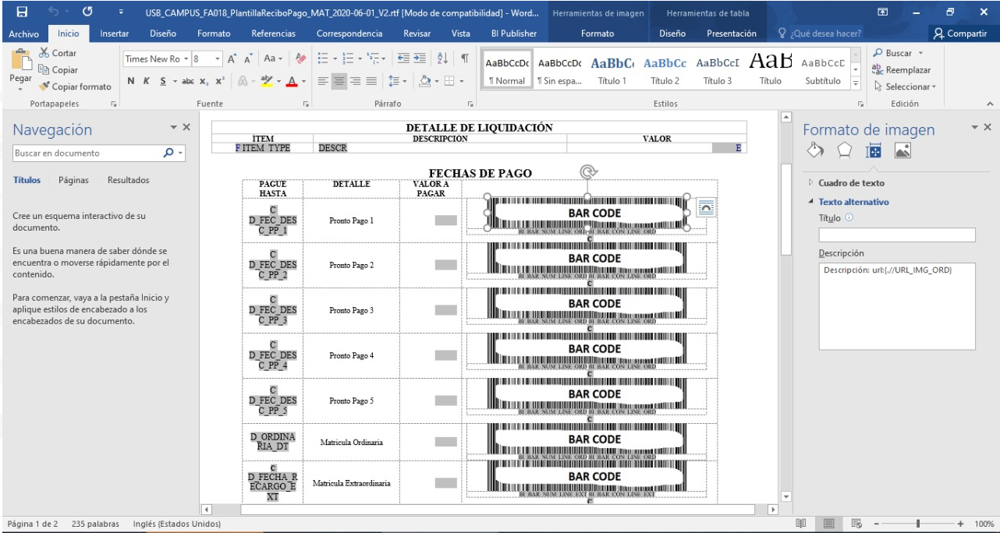 USB_CAMPUS_FA018_PlantillaReciboPago_MAT_2020-06-01_V2.rtf [Modo de compatibilidad] - Word...
Herramientas de imagen
Herramientas de tabla
Archivo Inicio Insertar Diseño Formato Referencias Correspondencia Revisar Vista BI Publisher Formato Diseño Presentación ¿Qué desea hacer? Compartir
Pegar
Cortar
Copiar
Copiar formato
Portapapeles
Times New Ro 8 A A Aa
N K S abc x₂ x² A aby A
Fuente
Párrafo
AaBbCcDc AaBbCcDc AaBbC AaBbCc AaBbCcI AaB AaBbCcD
¶ Normal ¶ Sin espa... Título 1 Título 2 Título 3 Título Subtítulo
Estilos
Buscar
Reemplazar
Seleccionar
Edición
Navegación
Buscar en documento
Títulos Páginas Resultados
Cree un esquema interactivo de su
documento.
Es una buena manera de saber dónde se
encuentra o moverse rápidamente por el
contenido.
Para comenzar, vaya a la pestaña Inicio y
aplique estilos de encabezado a los
encabezados de su documento.
DETALLE DE LIQUIDACIÓN
ITEM DESCRIPCIÓN VALOR
F ITEM_TYPE DESCR E
FECHAS DE PAGO
PAGUE
HASTA
DETALLE
VALOR A
PAGAR
C
D_FEC_DES
C_PP_1
Pronto Pago 1
BAR CODE
BI_BAR_NUM_LINE_ORD BI_BAR_CON_LINE_ORD
C
C
D_FEC_DES
C_PP_2
Pronto Pago 2
BAR CODE
BI_BAR_NUM_LINE_ORD BI_BAR_CON_LINE_ORD
C
C
D_FEC_DES
C_PP_3
Pronto Pago 3
BAR CODE
BI_BAR_NUM_LINE_ORD BI_BAR_CON_LINE_ORD
C
C
D_FEC_DES
C_PP_4
Pronto Pago 4
BAR CODE
BI_BAR_NUM_LINE_ORD BI_BAR_CON_LINE_ORD
C
C
D_FEC_DES
C_PP_5
Pronto Pago 5
BAR CODE
BI_BAR_NUM_LINE_ORD BI_BAR_CON_LINE_ORD
C
D_ORDINA
RIA_DT
Matricula Ordinaria
BAR CODE
BI_BAR_NUM_LINE_ORD BI_BAR_CON_LINE_ORD
C
D_FECHA_R
ECARGO_E
XT
Matricula Extraordinaria
BAR CODE
BI_BAR_NUM_LINE_EXT BI_BAR_CON_LINE_EXT
C
Formato de imagen
Cuadro de texto
Texto alternativo
Título
Descripción
Descripción: url:{.//URL_IMG_ORD}
Página 1 de 2 235 palabras Inglés (Estados Unidos)
100%